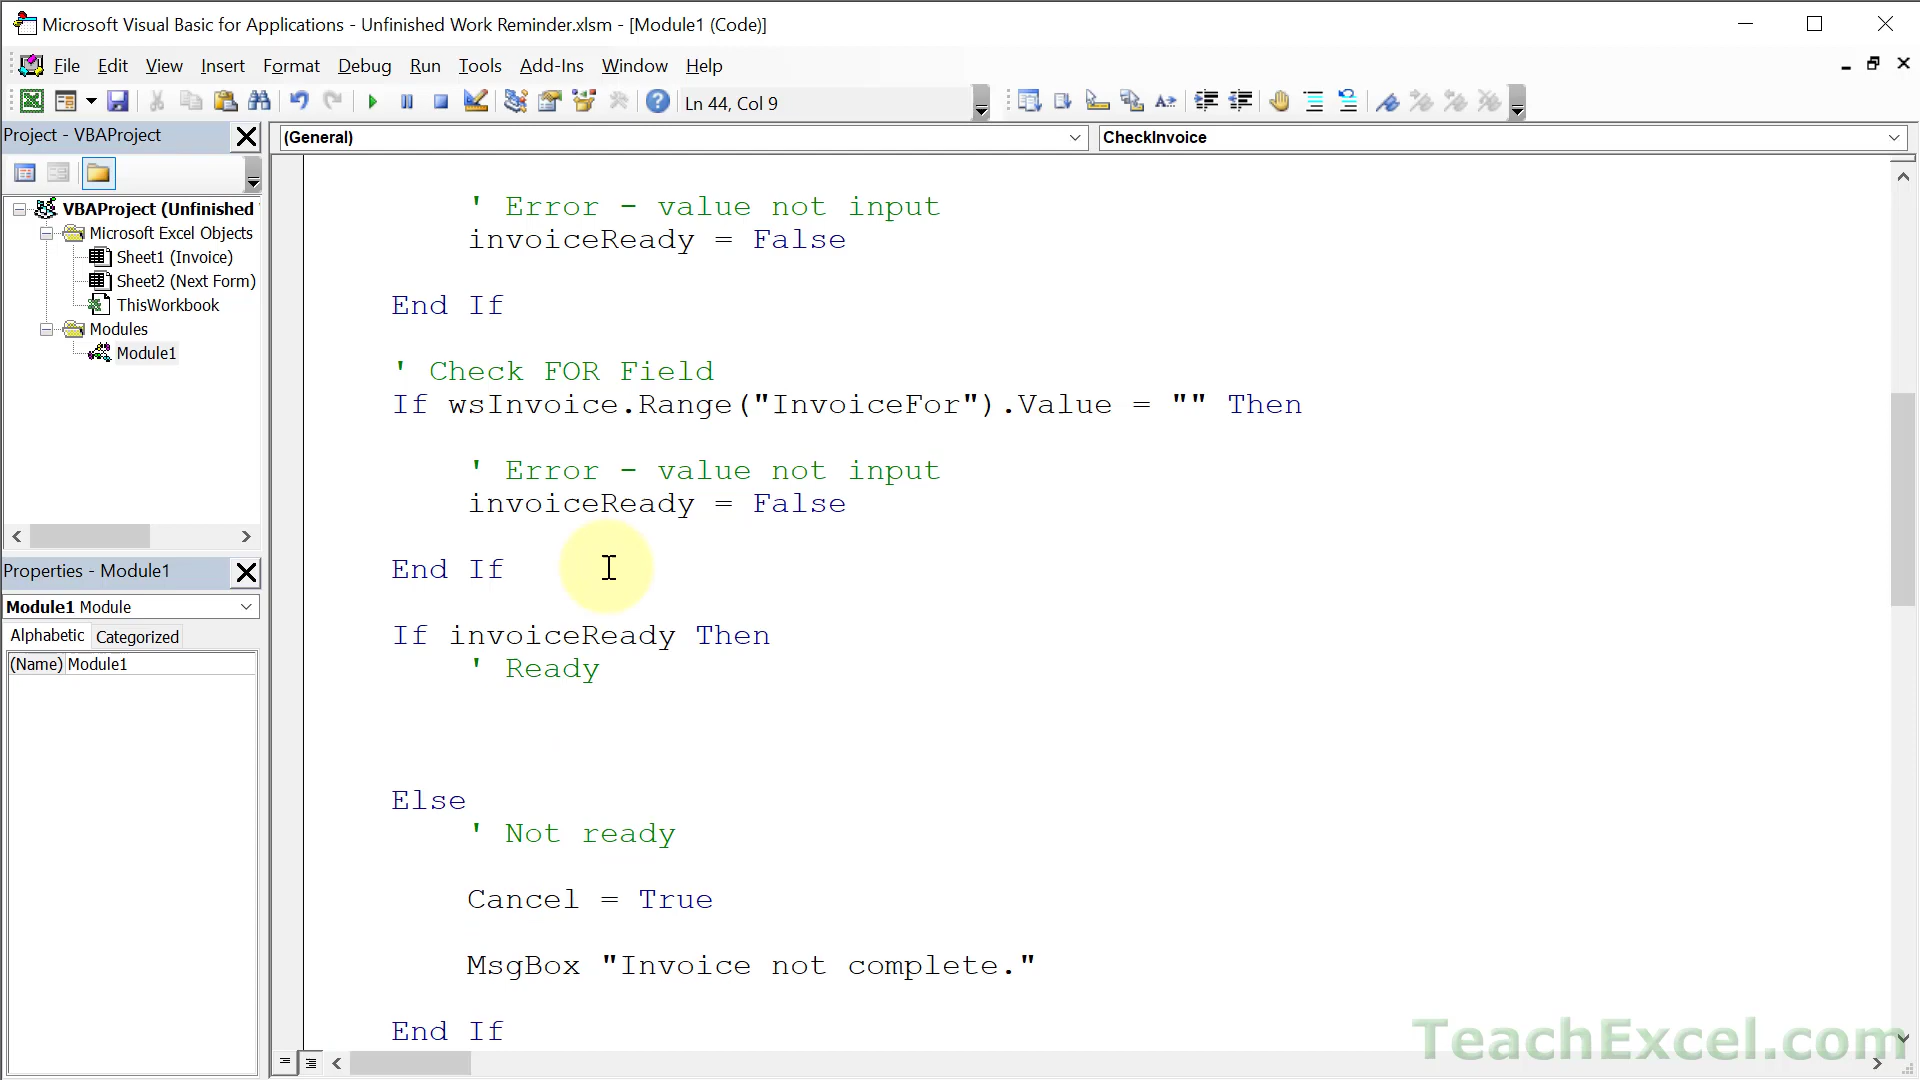 Microsoft Visual Basic for Applications - Unfinished Work Reminder.xlsm - [Module1 (Code)]
File Edit View Insert Format Debug Run Tools Add-Ins Window Help
Ln 44, Col 9
Project - VBAProject
(General) CheckInvoice
VBAProject (Unfinished
Microsoft Excel Objects
Sheet1 (Invoice)
Sheet2 (Next Form)
ThisWorkbook
Modules
Module1
Properties - Module1
Module1 Module
Alphabetic Categorized
(Name) Module1
' Error - value not input
invoiceReady = False
End If
' Check FOR Field
If wsInvoice.Range("InvoiceFor").Value = "" Then
' Error - value not input
invoiceReady = False
End If
If invoiceReady Then
' Ready
Else
' Not ready
Cancel = True
MsgBox "Invoice not complete."
End If
TeachExcel.com